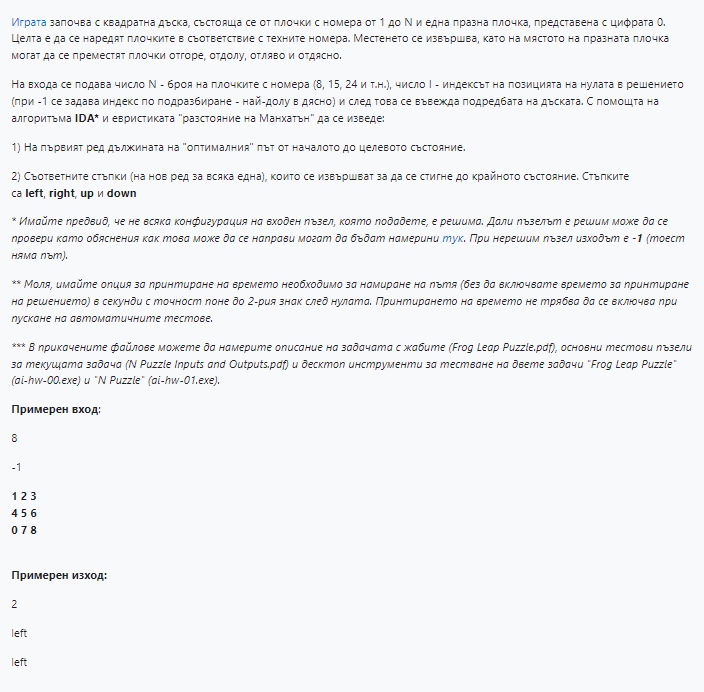 Играта започва с квадратна дъска, състояща се от плочки с номера от 1 до N и една празна плочка, представена с цифрата 0.
Целта е да се наредят плочките в съответствие с техните номера. Местенето се извършва, като на мястото на празната плочка
могат да се преместят плочки отгоре, отдолу, отляво и отдясно.
На входа се подава число N - броя на плочките с номера (8, 15, 24 и т.н.), число I - индексът на позицията на нулата в решението
(при -1 се задава индекс по подразбиране - най-долу в дясно) и след това се въвежда подредбата на дъската. С помощта на
алгоритъма IDA* и евристиката "разстояние на Манхатън" да се изведе:
1) На първият ред дължината на "оптималния" път от началото до целевото състояние.
2) Съответните стъпки (на нов ред за всяка една), които се извършват за да се стигне до крайното състояние. Стъпките
са left, right, up и down
* Имайте предвид, че не всяка конфигурация на входен пъзел, която подадете, е решима. Дали пъзелът е решим може да се
провери като обяснения как това може да се направи могат да бъдат намерини тук. При нерешим пъзел изходът е -1 (тоест
няма път).
** Моля, имайте опция за принтиране на времето необходимо за намиране на пътя (без да включвате времето за принтиране
на решението) в секунди с точност поне до 2-рия знак след нулата. Принтирането на времето не трябва да се включва при
пускане на автоматичните тестове.
*** В прикачените файлове можете да намерите описание на задачата с жабите (Frog Leap Puzzle.pdf), основни тестови пъзели
за текущата задача (N Puzzle Inputs and Outputs.pdf) и десктоп инструменти за тестване на двете задачи "Frog Leap Puzzle"
(ai-hw-00.exe) и "N Puzzle" (ai-hw-01.exe).
Примерен вход:
8
-1
1 2 3
4 5 6
0 7 8
Примерен изход:
2
left
left